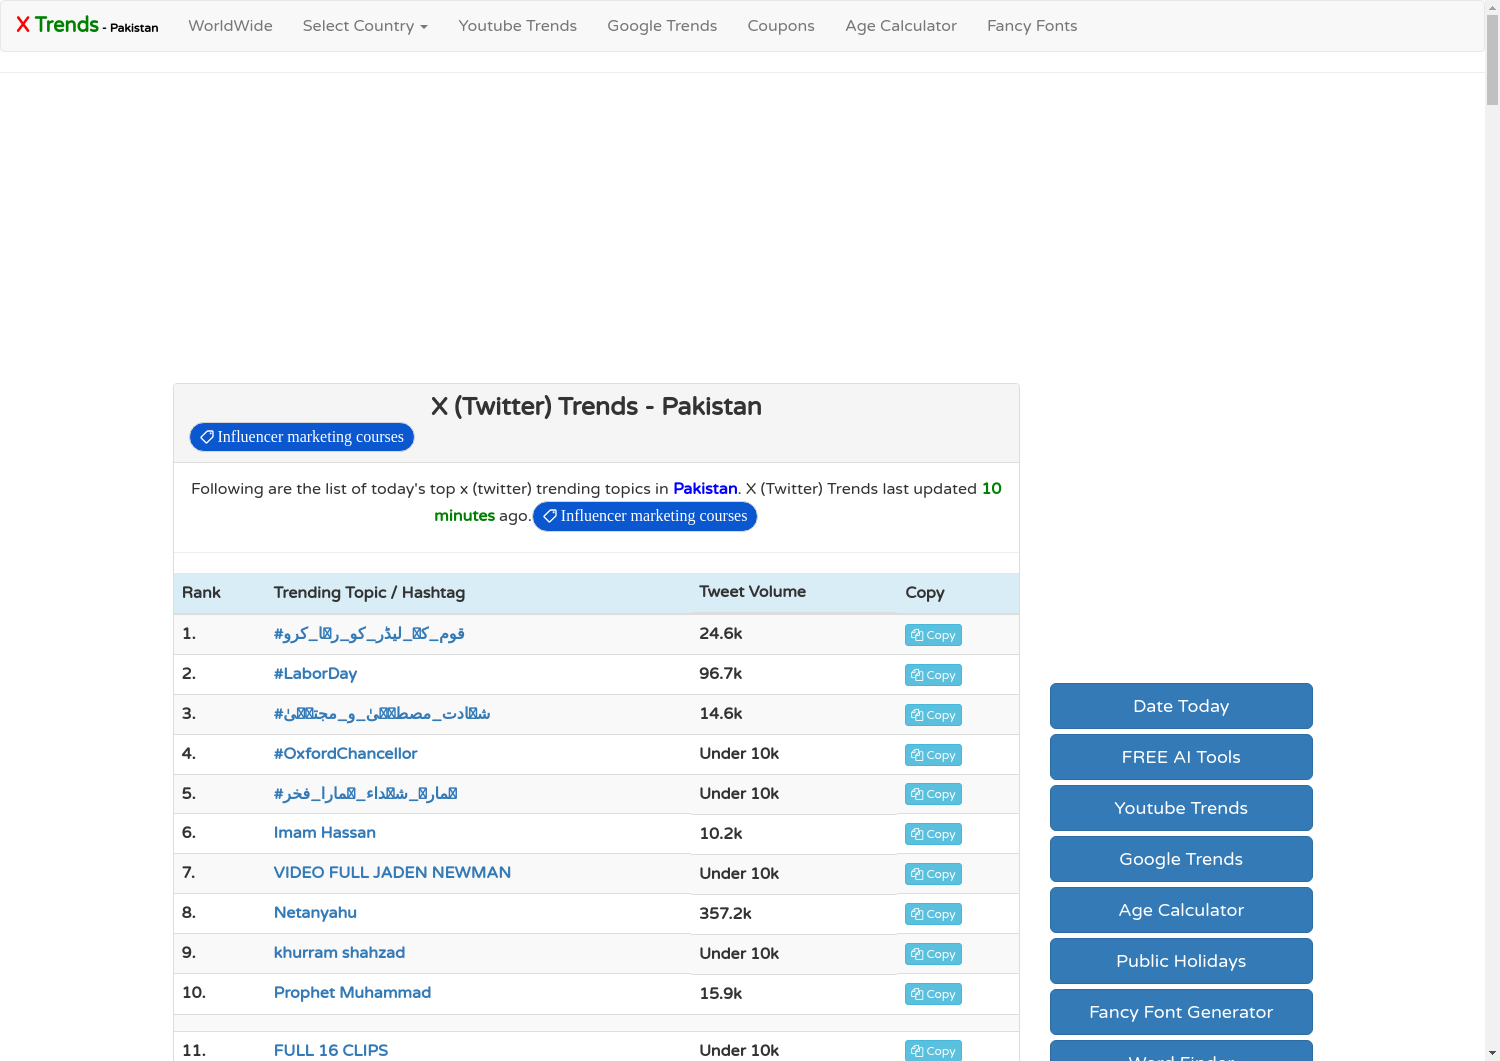 X Trends - Pakistan WorldWide Select Country Youtube Trends Google Trends Coupons Age Calculator Fancy Fonts
X (Twitter) Trends - Pakistan
Influencer marketing courses
Following are the list of today's top x (twitter) trending topics in Pakistan. X (Twitter) Trends last updated 10
minutes ago. Influencer marketing courses
Rank Trending Topic / Hashtag Tweet Volume Copy
1. 24.6k Copy
2. #LaborDay 96.7k Copy
3. 14.6k Copy
4. #OxfordChancellor Under 10k Copy
5. Under 10k Copy
6. Imam Hassan 10.2k Copy
7. VIDEO FULL JADEN NEWMAN Under 10k Copy
8. Netanyahu 357.2k Copy
9. khurram shahzad Under 10k Copy
10. Prophet Muhammad 15.9k Copy
11. FULL 16 CLIPS Under 10k Copy
Date Today
FREE AI Tools
Youtube Trends
Google Trends
Age Calculator
Public Holidays
Fancy Font Generator
Word Finder